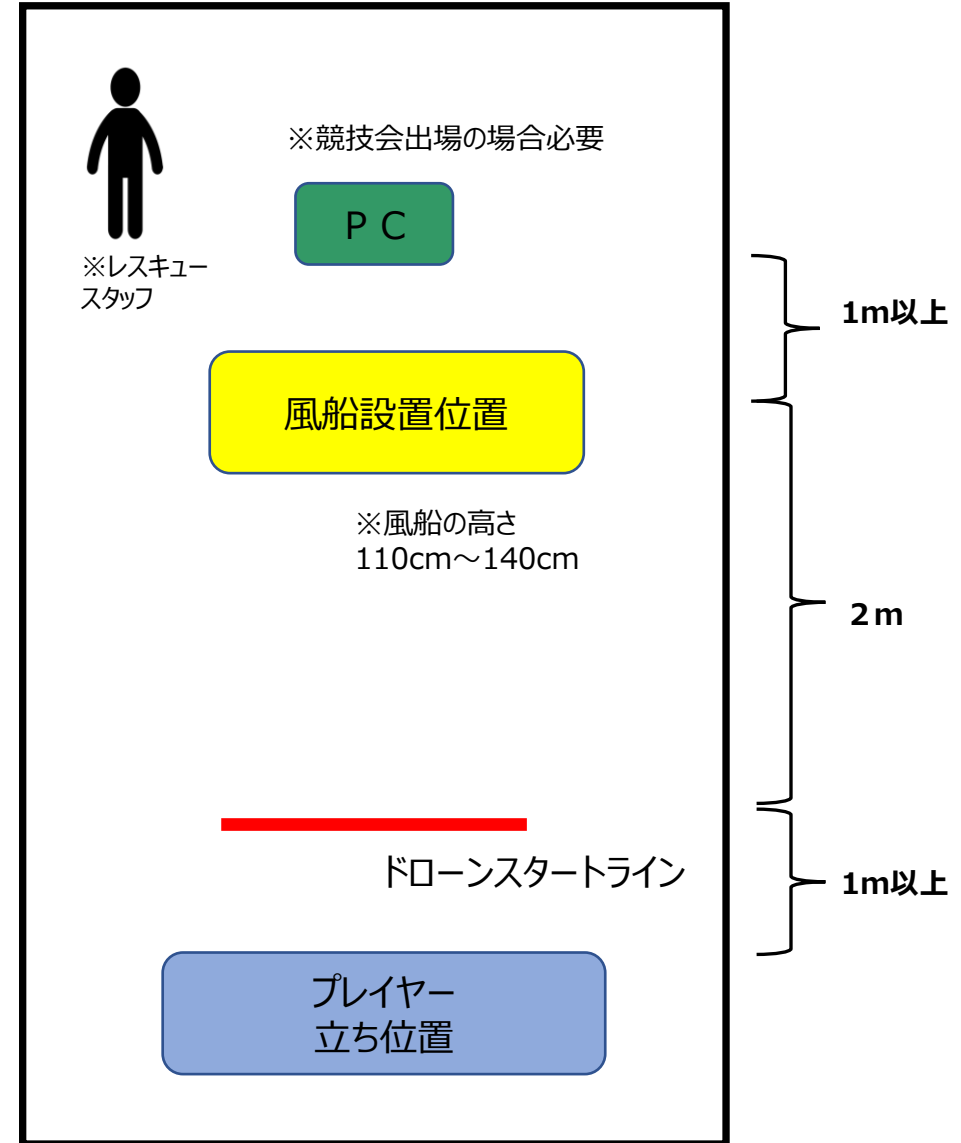 ※競技会出場の場合必要
ＰＣ
※レスキュー
スタッフ
1ｍ以上
風船設置位置
※風船の高さ
110cm～140cm
２ｍ
ドローンスタートライン
1ｍ以上
プレイヤー
立ち位置